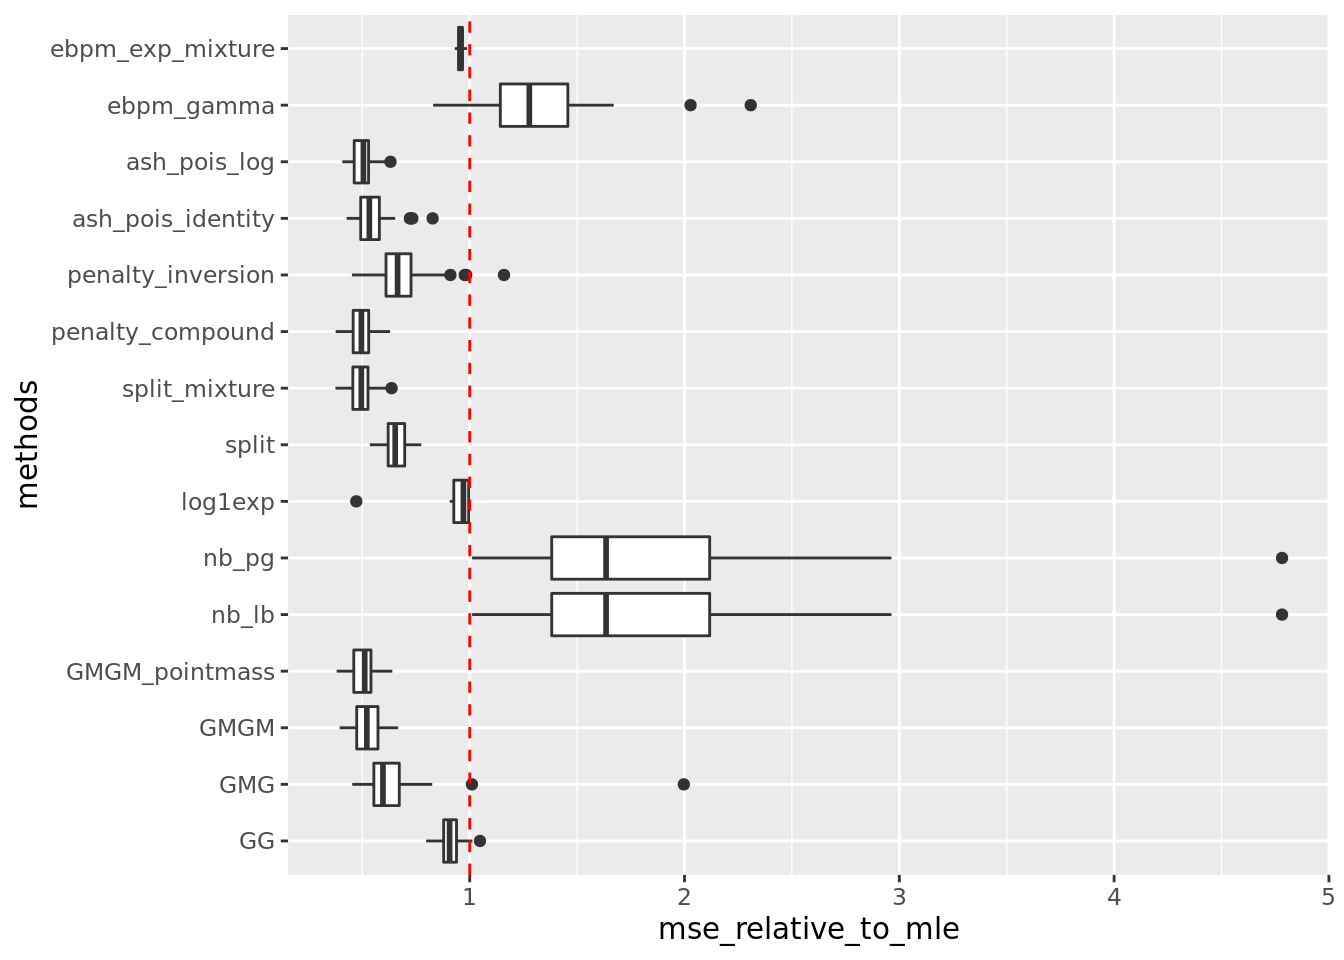 ebpm_exp_mixture
ebpm_gamma
ash_pois_log
ash_pois_identity
penalty_inversion
penalty_compound
split_mixture
split
log1exp
nb_pg
nb_lb
GMGM_pointmass
GMGM
GMG
GG
methods
1 2 3 4 5
mse_relative_to_mle